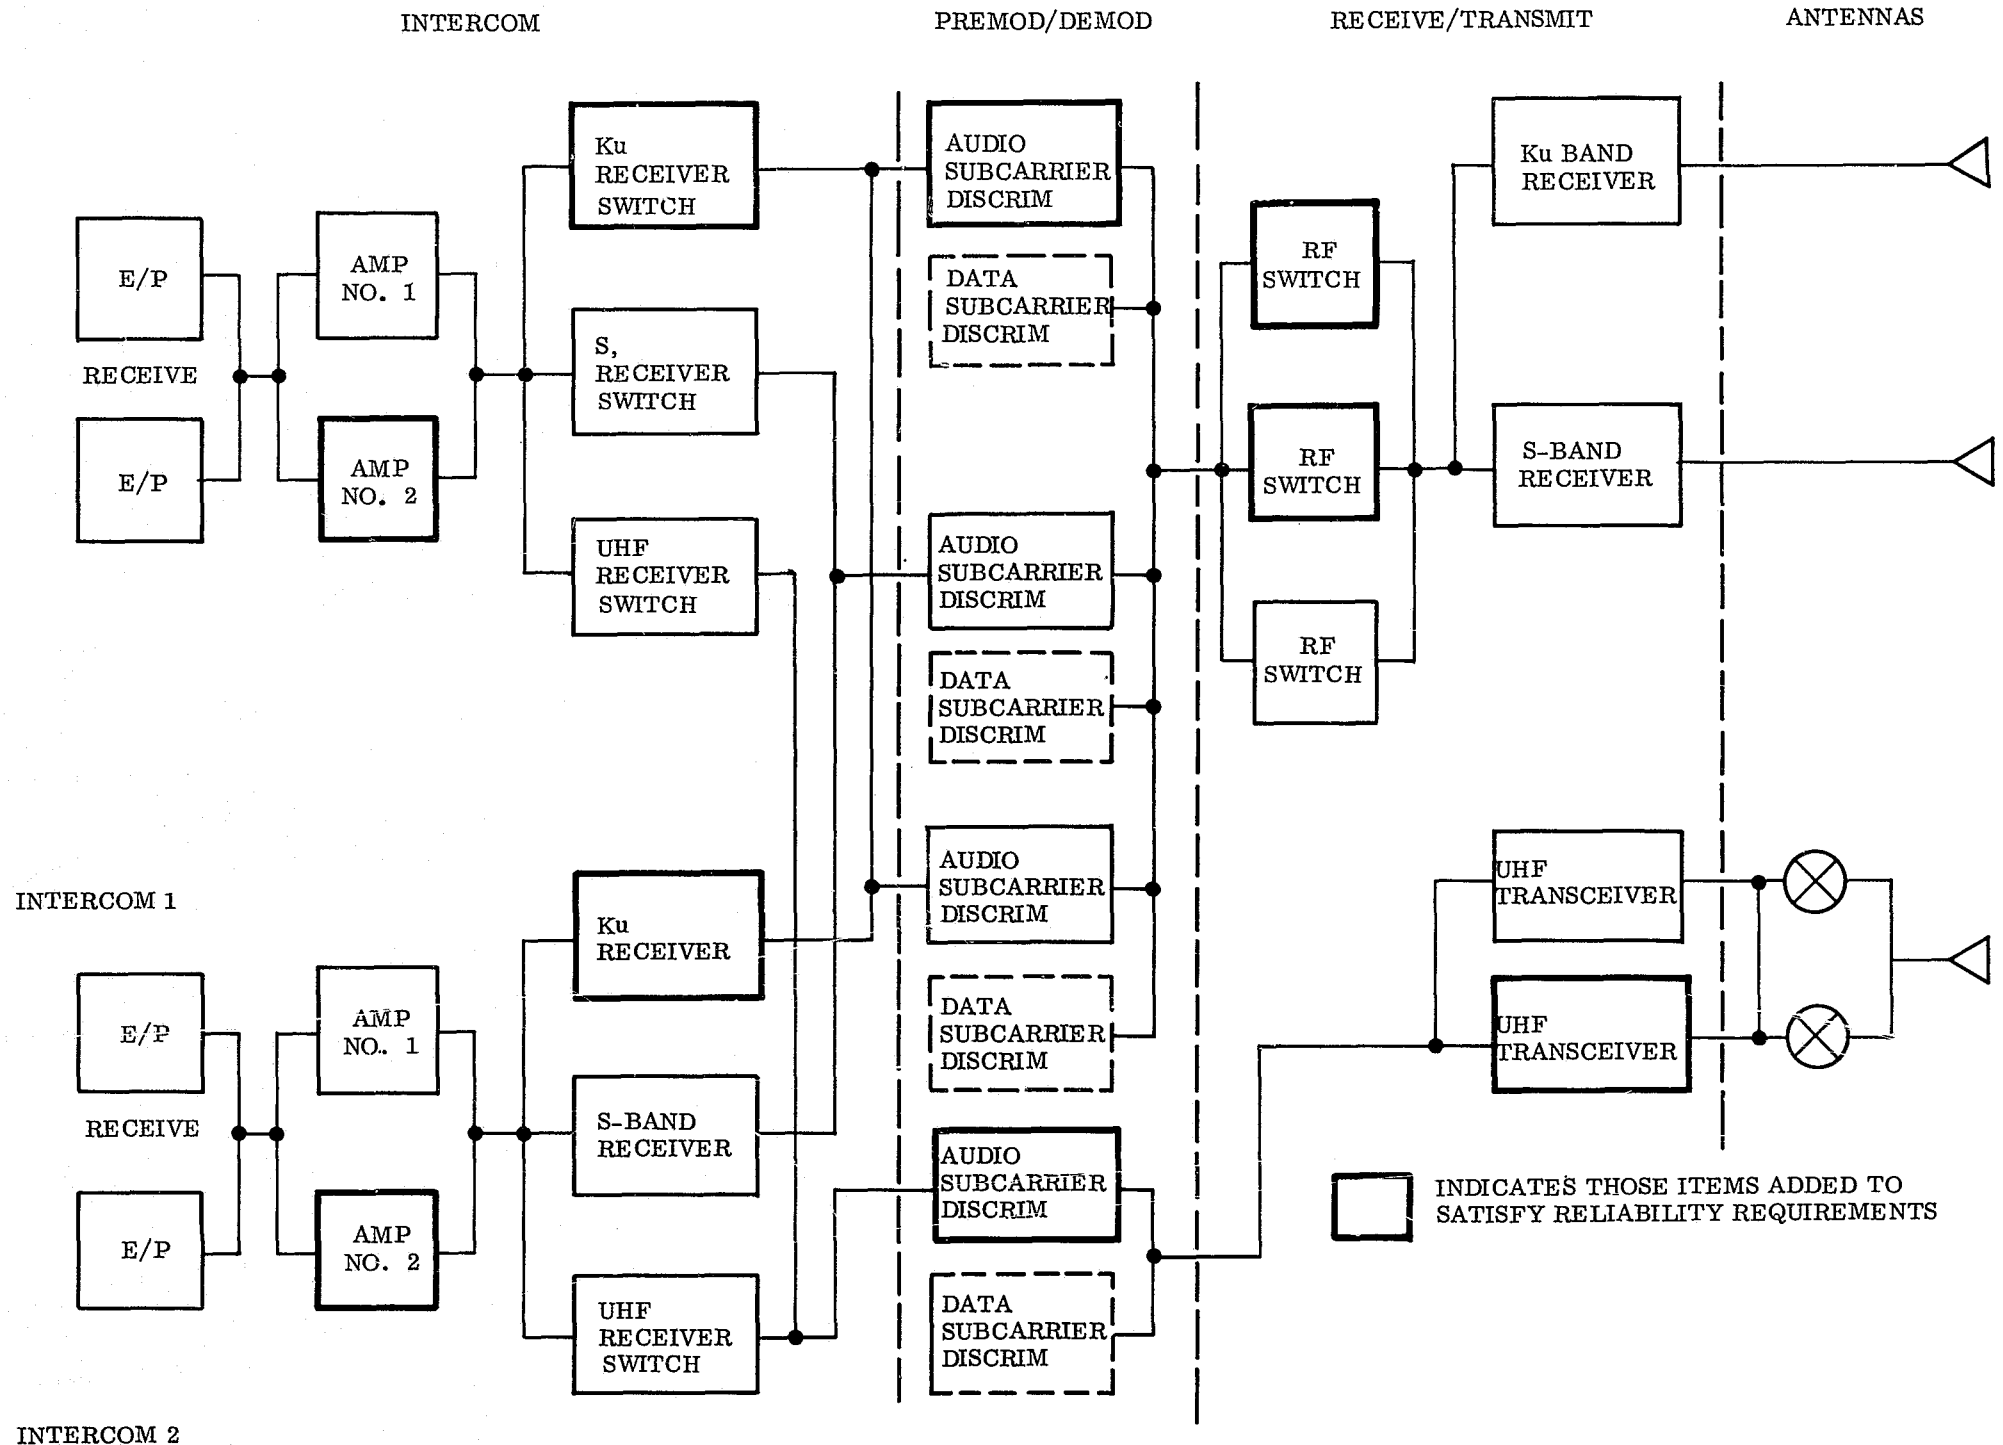 INTERCOM
PREMOD/DEMOD
RECEIVE/TRANSMIT
ANTENNAS
E/P
RECEIVE
E/P
AMP
NO. 1
AMP
NO. 2
Ku
RECEIVER
SWITCH
S,
RECEIVER
SWITCH
UHF
RECEIVER
SWITCH
AUDIO
SUBCARRIER
DISCRIM
DATA
SUBCARRIER
DISCRIM
AUDIO
SUBCARRIER
DISCRIM
DATA
SUBCARRIER
DISCRIM
RF
SWITCH
RF
SWITCH
RF
SWITCH
Ku BAND
RECEIVER
S-BAND
RECEIVER
INTERCOM 1
E/P
RECEIVE
E/P
AMP
NO. 1
AMP
NO. 2
Ku
RECEIVER
S-BAND
RECEIVER
UHF
RECEIVER
SWITCH
AUDIO
SUBCARRIER
DISCRIM
DATA
SUBCARRIER
DISCRIM
AUDIO
SUBCARRIER
DISCRIM
DATA
SUBCARRIER
DISCRIM
UHF
TRANSCEIVER
UHF
TRANSCEIVER
INDICATES THOSE ITEMS ADDED TO
SATISFY RELIABILITY REQUIREMENTS
INTERCOM 2